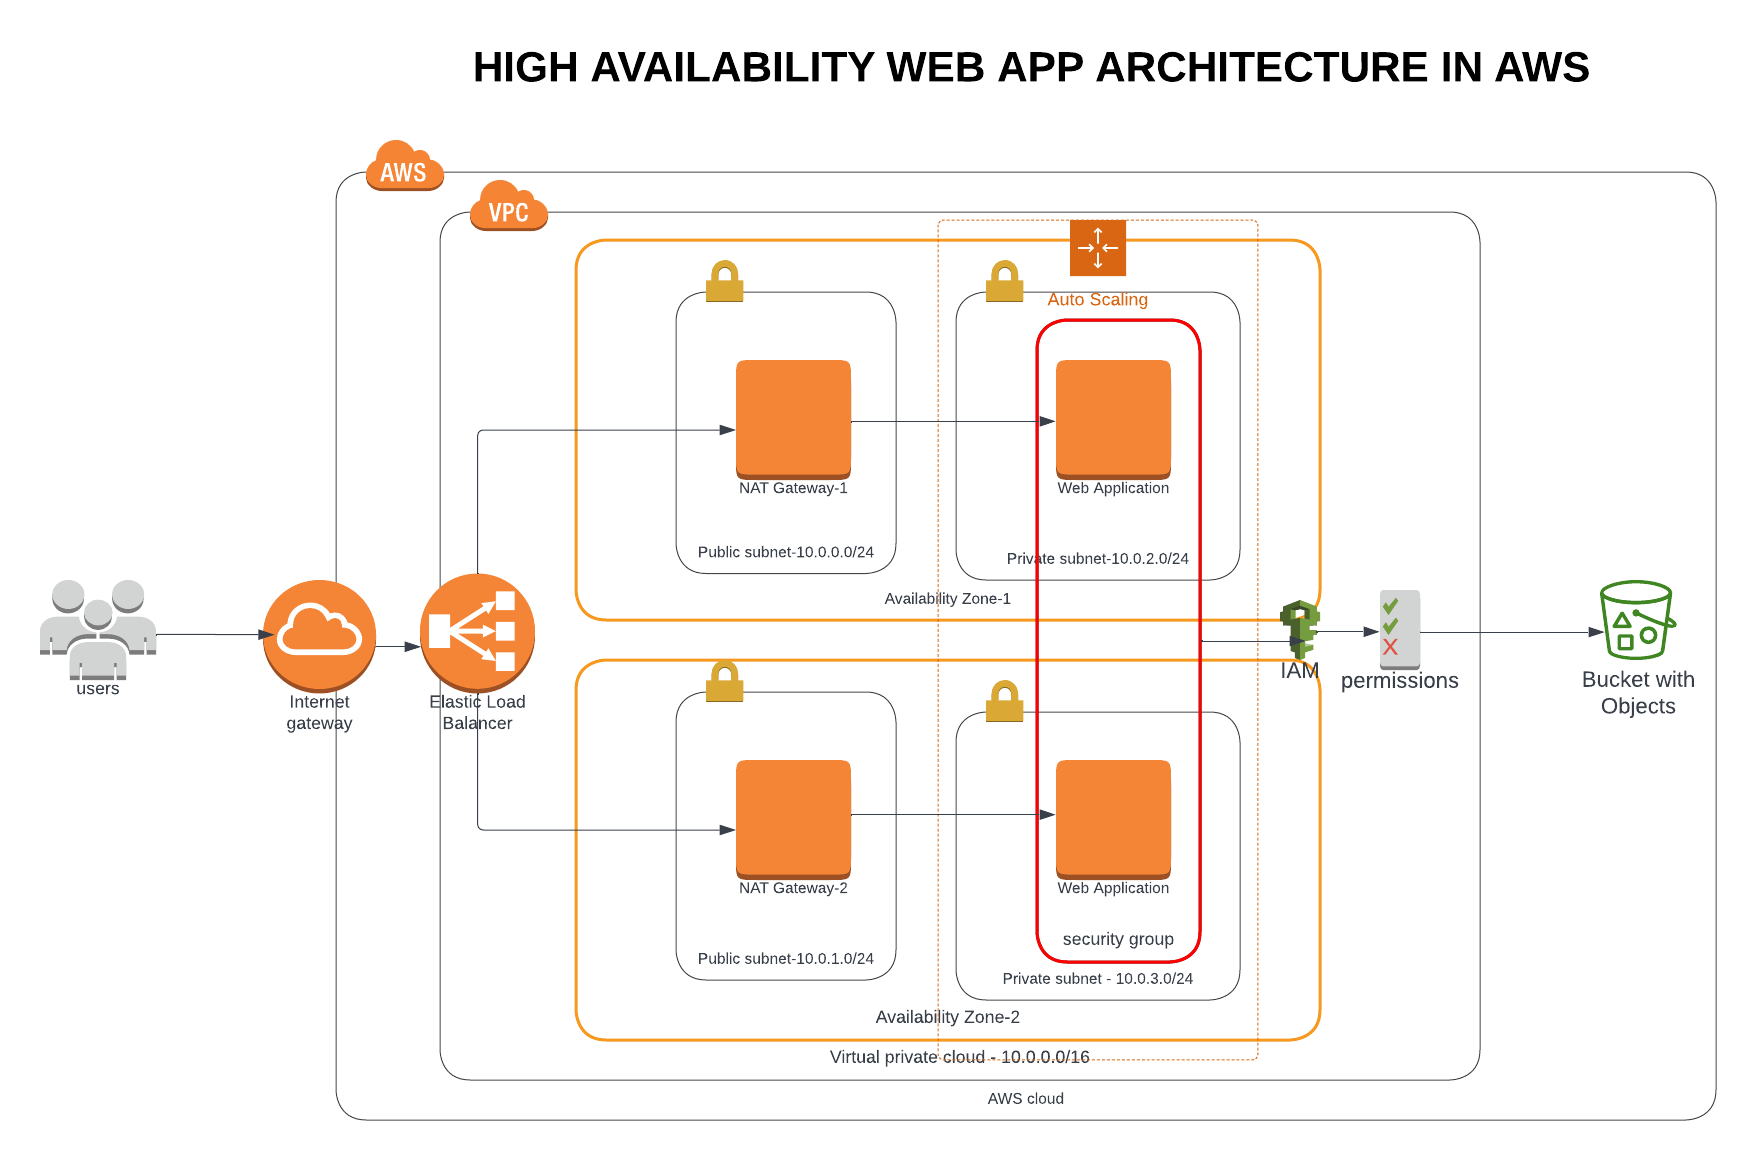 HIGH AVAILABILITY WEB APP ARCHITECTURE IN AWS
AWS
VPC
Auto Scaling
NAT Gateway-1
Web Application
Public subnet-10.0.0.0/24
Private subnet-10.0.2.0/24
Availability Zone-1
users
Internet
gateway
Elastic Load
Balancer
IAM
permissions
Bucket with
Objects
NAT Gateway-2
Web Application
security group
Public subnet-10.0.1.0/24
Private subnet - 10.0.3.0/24
Availability Zone-2
Virtual private cloud - 10.0.0.0/16
AWS cloud